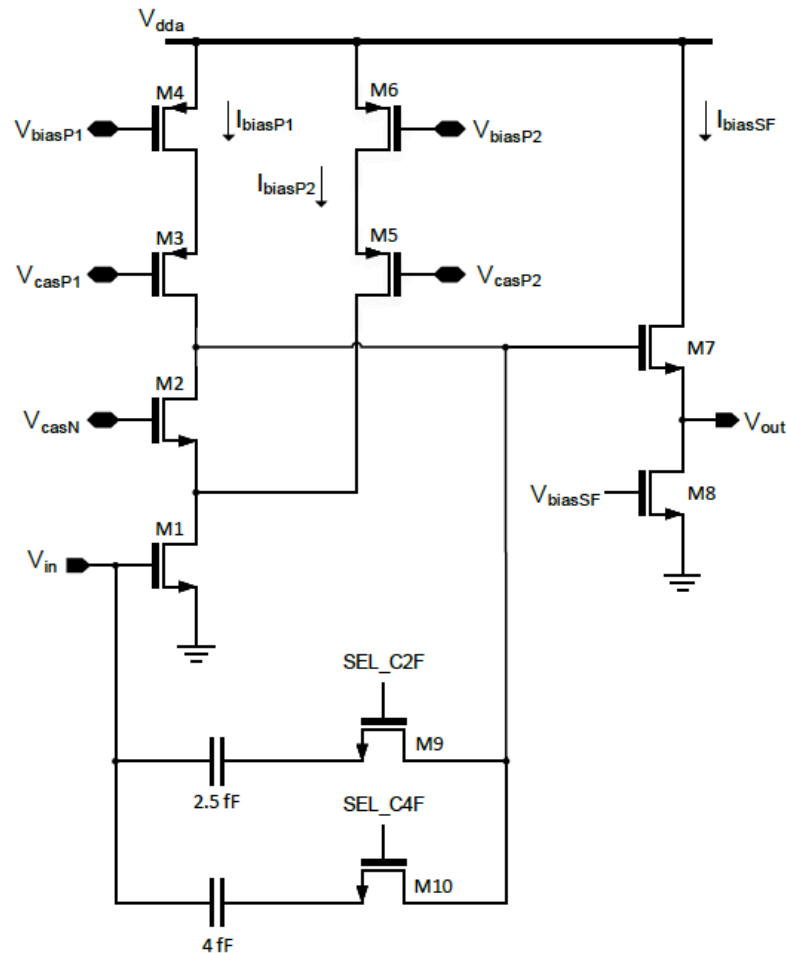 Vdda
M4
M6
VbiasP1
IbiasP1
VbiasP2
IbiasSF
IbiasP2
M3
M5
VcasP1
VcasP2
M7
M2
VcasN
Vout
VbiasSF
M8
M1
Vin
SEL_C2F
M9
2.5 fF
SEL_C4F
M10
4 fF